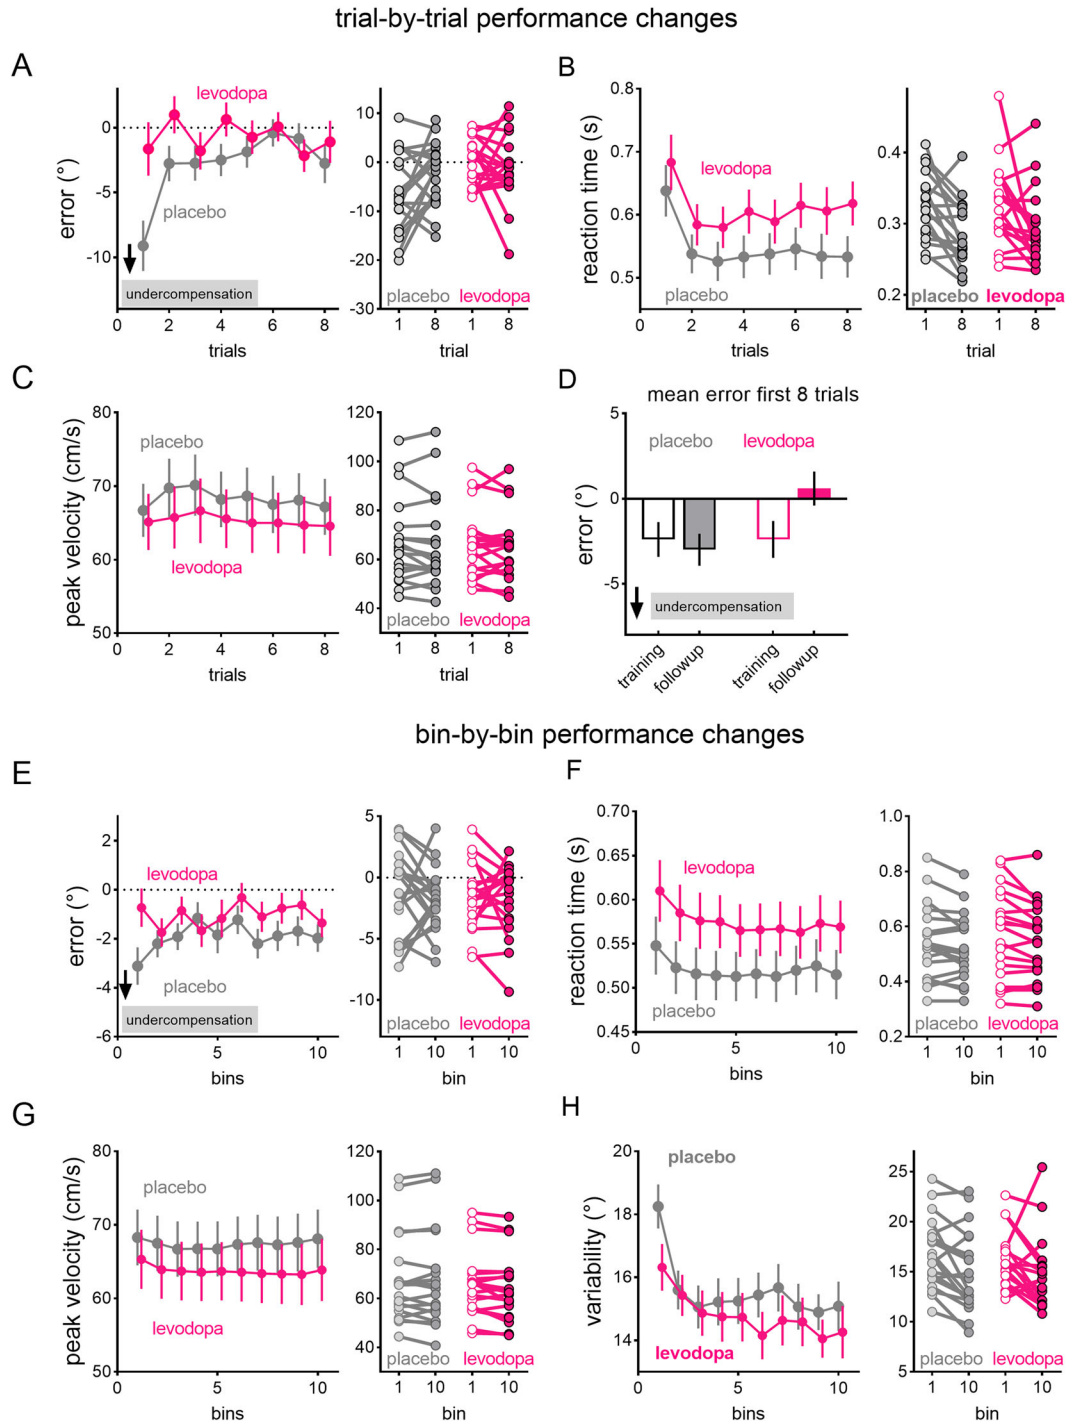 trial-by-trial performance changes
A
error (°)
0
-5
-10
levodopa
placebo
undercompensation
0 2 4 6 8
trials
10
0
-10
-20
-30
placebo levodopa
1 8 1 8
trial
B
reaction time (s)
0.8
0.7
0.6
0.5
levodopa
placebo
0 2 4 6 8
trials
0.4
0.3
0.2
placebo levodopa
1 8 1 8
trial
C
peak velocity (cm/s)
80
70
60
50
placebo
levodopa
0 2 4 6 8
trials
120
100
80
60
40
placebo levodopa
1 8 1 8
trial
D
mean error first 8 trials
error (°)
5
0
-5
placebo levodopa
undercompensation
training followup training followup
bin-by-bin performance changes
E
error (°)
2
0
-2
-4
-6
levodopa
placebo
undercompensation
0 5 10
bins
5
0
-5
-10
placebo levodopa
1 10 1 10
bin
F
reaction time (s)
0.70
0.65
0.60
0.55
0.50
0.45
levodopa
placebo
0 5 10
bins
1.0
0.8
0.6
0.4
0.2
placebo levodopa
1 10 1 10
bin
G
peak velocity (cm/s)
80
70
60
50
placebo
levodopa
0 5 10
bins
120
100
80
60
40
placebo levodopa
1 10 1 10
bin
H
variability (°)
20
18
16
14
placebo
levodopa
0 5 10
bins
25
20
15
10
5
placebo levodopa
1 10 1 10
bin